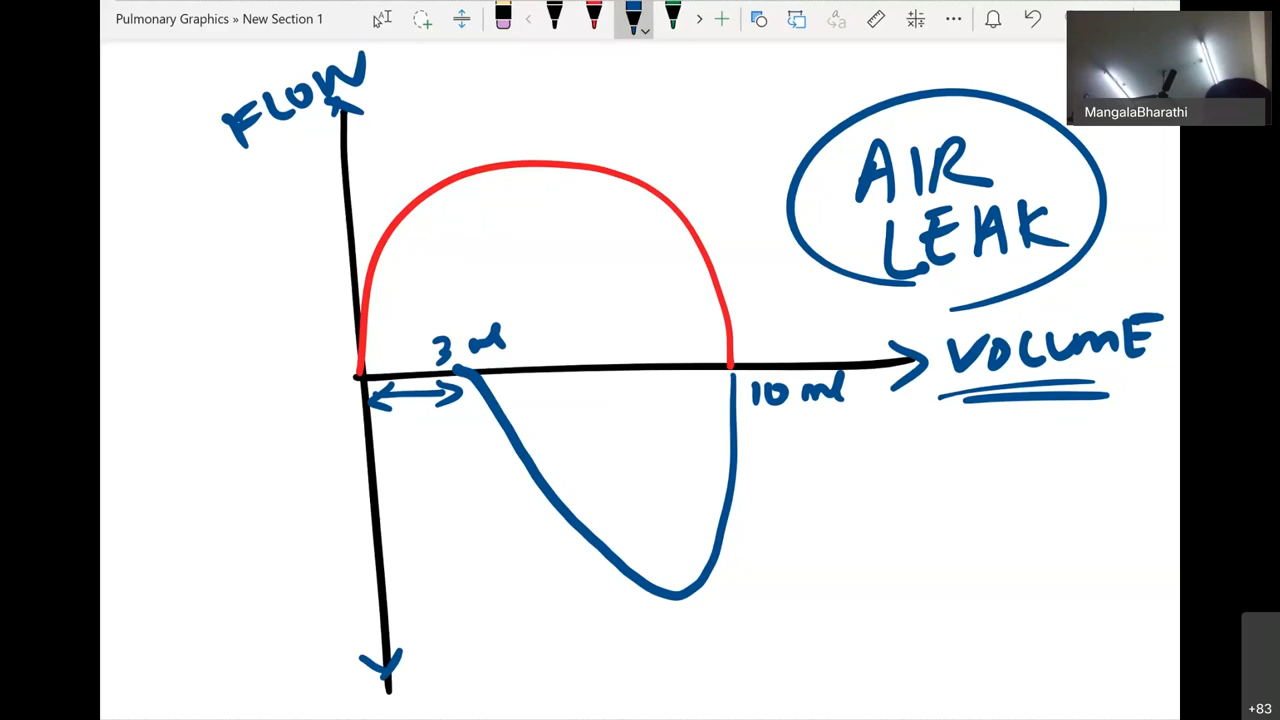 Pulmonary Graphics » New Section 1
MangalaBharathi
FLOW
AIR
LEAK
VOLUME
3 ml
10 ml
+83